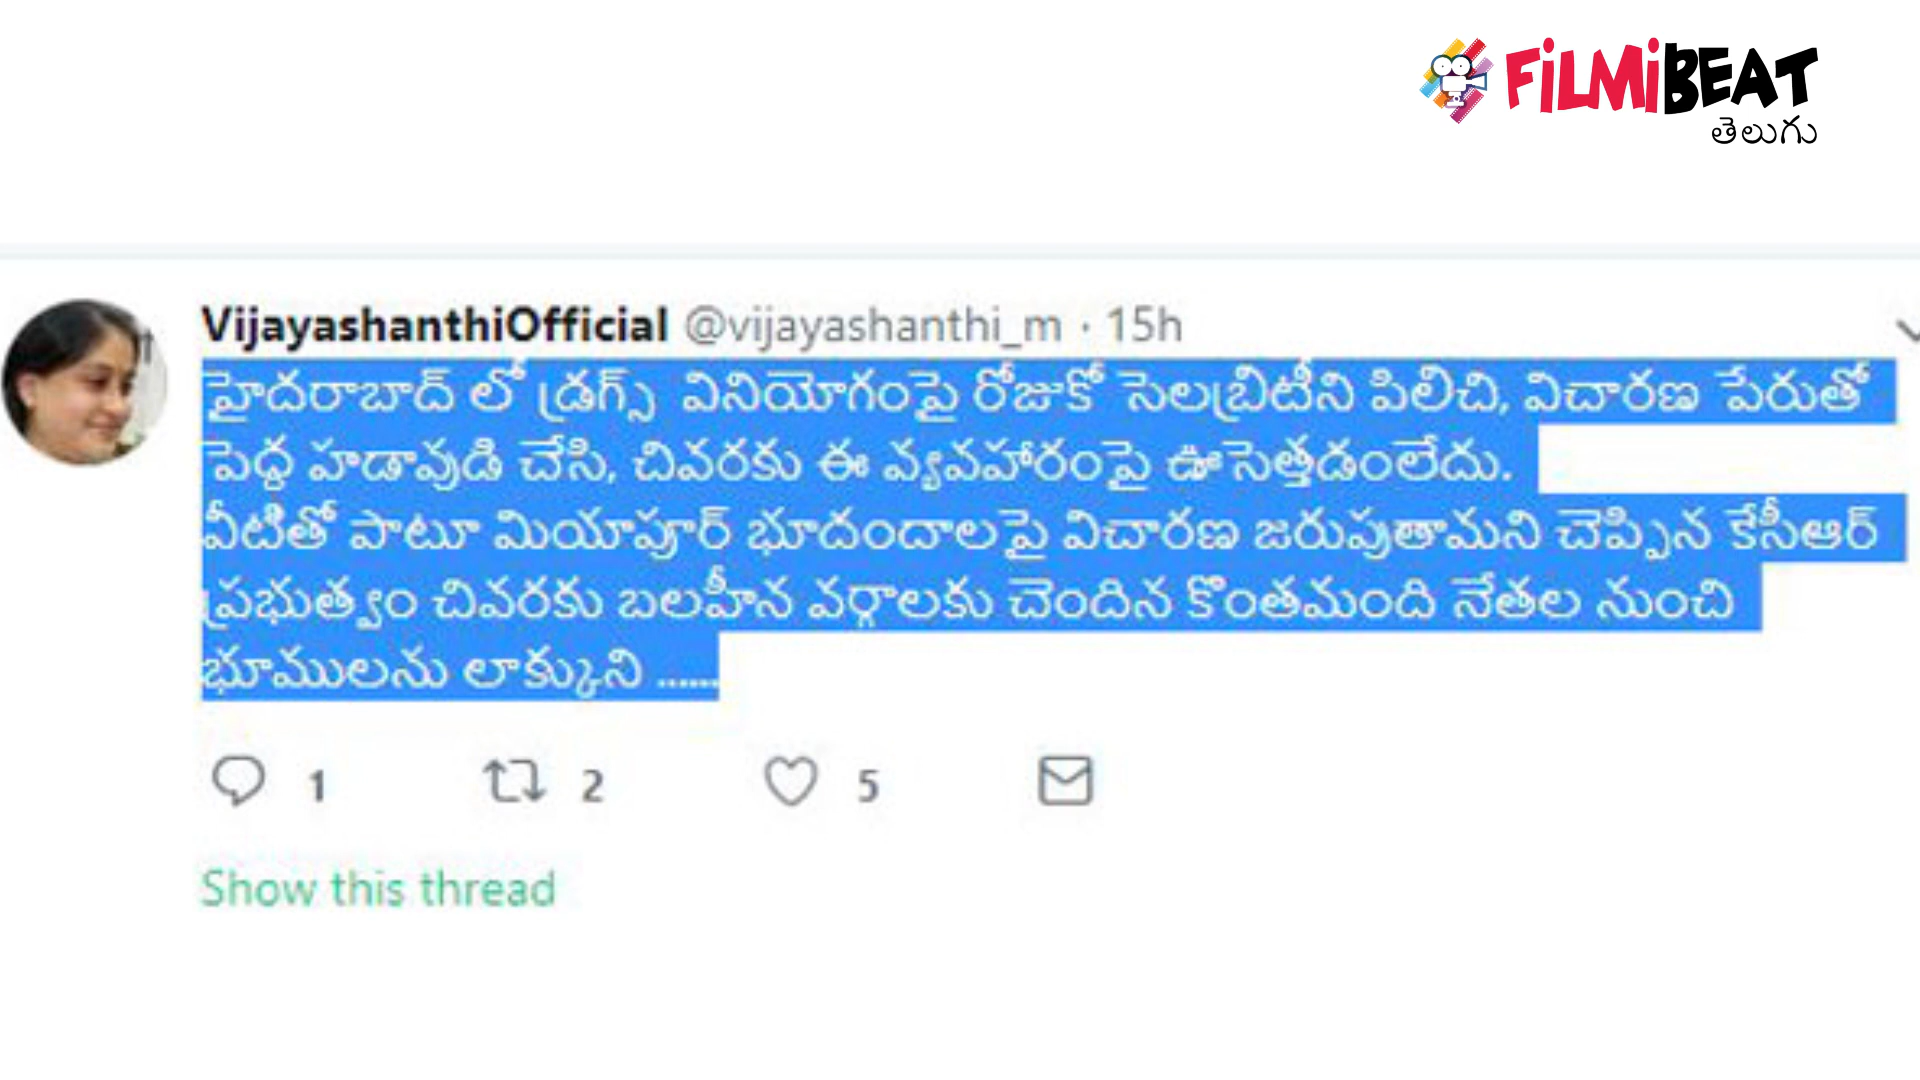 FiLMiBEAT
తెలుగు
VijayashanthiOfficial @vijayashanthi_m · 15h
హైదరాబాద్ లో డ్రగ్స్ వినియోగంపై రోజుకో సెలబ్రిటీని పిలిచి, విచారణ పేరుతో
పెద్ధ హడావుడి చేసి, చివరకు ఈ వ్యవహారంపై ఊసెత్తడంలేదు.
వీటితో పాటూ మియాపూర్ భూదందాలపై విచారణ జరుపుతామని చెప్పిన కేసీఆర్
ప్రభుత్వం చివరకు బలహీన వర్గాలకు చెందిన కొంతమంది నేతల నుంచి
భూములను లాక్కుని ......
1 2 5
Show this thread